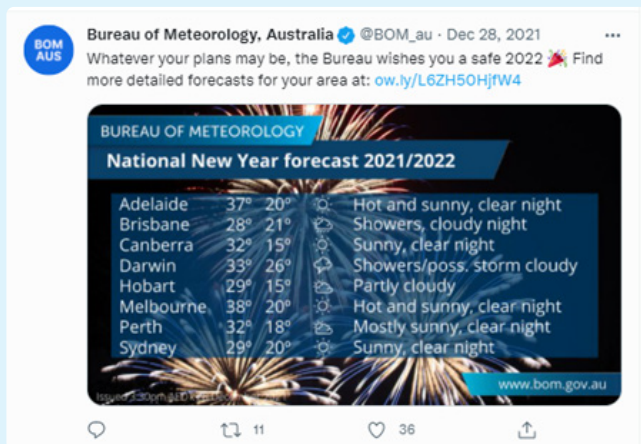 BOM
AUS
Bureau of Meteorology, Australia @BOM_au · Dec 28, 2021
Whatever your plans may be, the Bureau wishes you a safe 2022 🎉 Find
more detailed forecasts for your area at: ow.ly/L6ZH50HjfW4
BUREAU OF METEOROLOGY
National New Year forecast 2021/2022
Adelaide 37° 20° Hot and sunny, clear night
Brisbane 28° 21° Showers, cloudy night
Canberra 32° 15° Sunny, clear night
Darwin 33° 26° Showers/poss. storm cloudy
Hobart 29° 15° Partly cloudy
Melbourne 38° 20° Hot and sunny, clear night
Perth 32° 18° Mostly sunny, clear night
Sydney 29° 20° Sunny, clear night
www.bom.gov.au
Issued 3:30pm
11 36